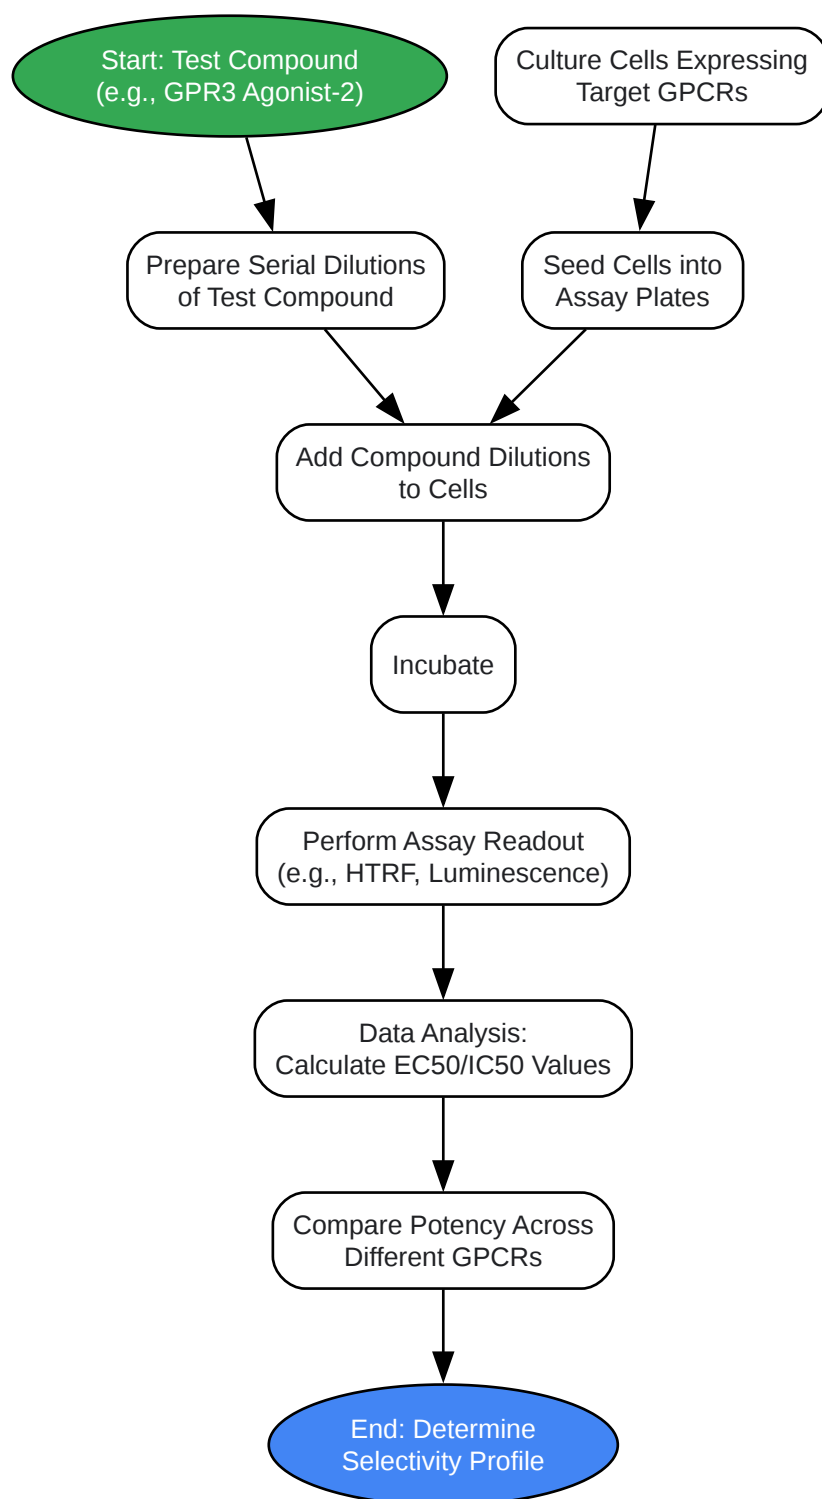 Start: Test Compound
(e.g., GPR3 Agonist-2)
Culture Cells Expressing
Target GPCRs
Prepare Serial Dilutions
of Test Compound
Seed Cells into
Assay Plates
Add Compound Dilutions
to Cells
Incubate
Perform Assay Readout
(e.g., HTRF, Luminescence)
Data Analysis:
Calculate EC50/IC50 Values
Compare Potency Across
Different GPCRs
End: Determine
Selectivity Profile